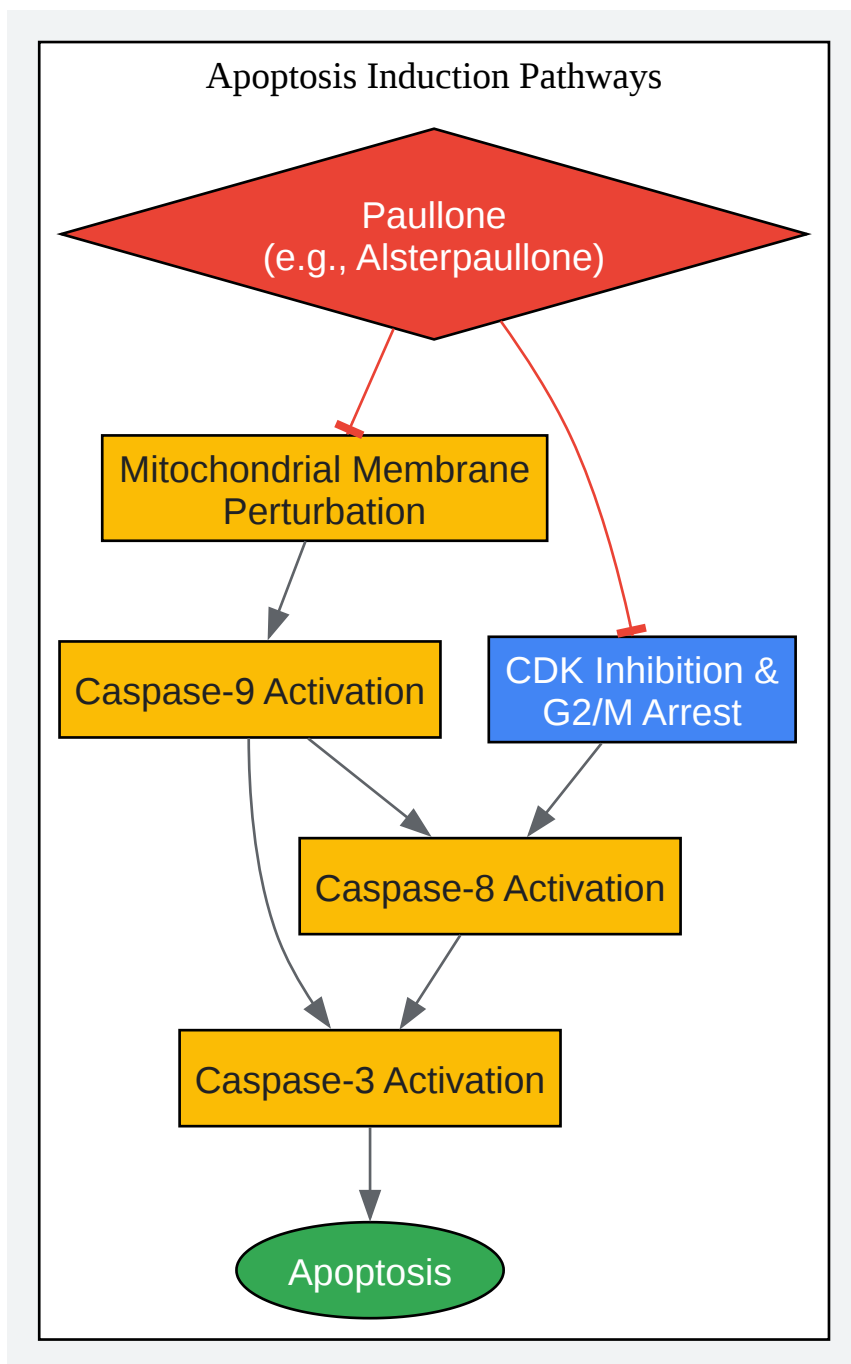 Apoptosis Induction Pathways
Paullone
(e.g., Alsterpaullone)
Mitochondrial Membrane
Perturbation
Caspase-9 Activation
CDK Inhibition &
G2/M Arrest
Caspase-8 Activation
Caspase-3 Activation
Apoptosis